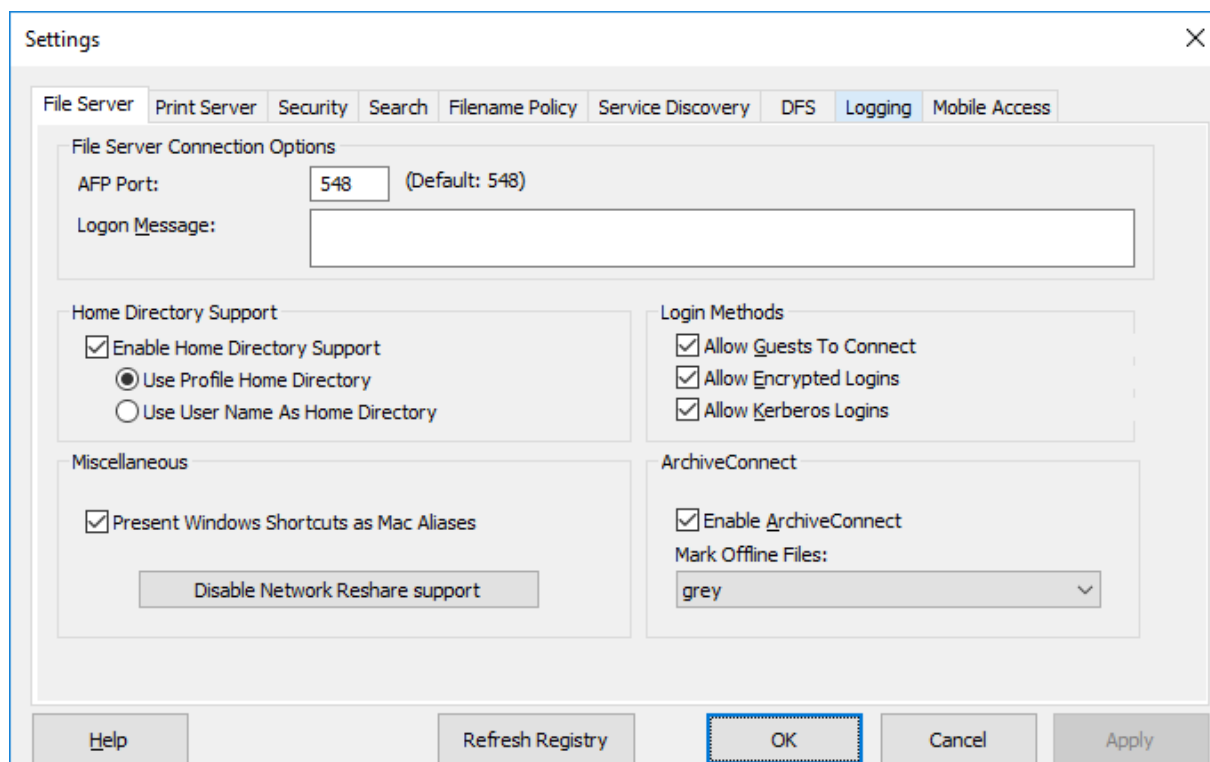 Settings
File Server Print Server Security Search Filename Policy Service Discovery DFS Logging Mobile Access
File Server Connection Options
AFP Port: 548 (Default: 548)
Logon Message:
Home Directory Support
Enable Home Directory Support
Use Profile Home Directory
Use User Name As Home Directory
Login Methods
Allow Guests To Connect
Allow Encrypted Logins
Allow Kerberos Logins
Miscellaneous
Present Windows Shortcuts as Mac Aliases
Disable Network Reshare support
ArchiveConnect
Enable ArchiveConnect
Mark Offline Files:
grey
Help Refresh Registry OK Cancel Apply